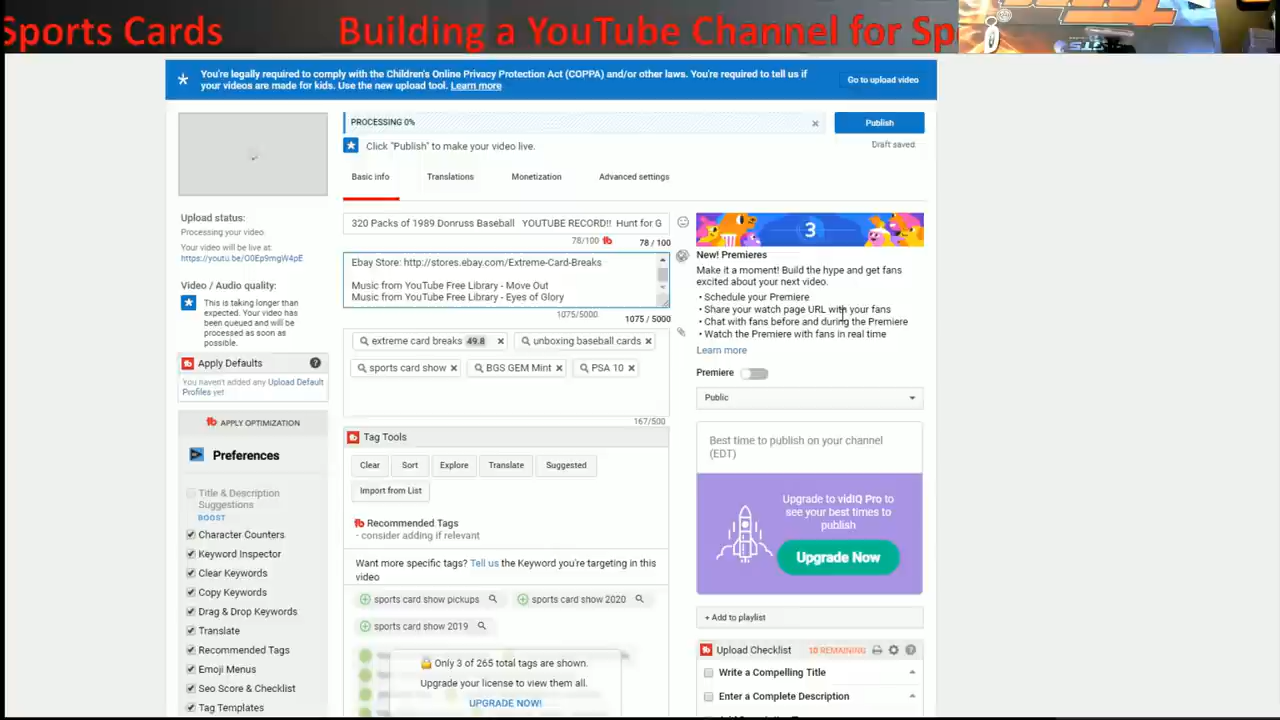 Sports Cards Building a YouTube Channel for Sp
You're legally required to comply with the Children's Online Privacy Protection Act (COPPA) and/or other laws. You're required to tell us if
your videos are made for kids. Use the new upload tool. Learn more
Go to upload video
PROCESSING 0%
Publish
Click "Publish" to make your video live.
Draft saved.
Basic info
Translations
Monetization
Advanced settings
Upload status:
Processing your video.
Your video will be live at:
https://youtu.be/O0Ep9mgW4pE
Video / Audio quality:
This is taking longer than
expected. Your video has
been queued and will be
processed as soon as
possible.
Apply Defaults
You haven't added any Upload Default
Profiles yet
APPLY OPTIMIZATION
Preferences
Title & Description
Suggestions
BOOST
Character Counters
Keyword Inspector
Clear Keywords
Copy Keywords
Drag & Drop Keywords
Translate
Recommended Tags
Emoji Menus
Seo Score & Checklist
Tag Templates
320 Packs of 1989 Donruss Baseball YOUTUBE RECORD!! Hunt for G
78/100
78 / 100
Ebay Store: http://stores.ebay.com/Extreme-Card-Breaks
Music from YouTube Free Library - Move Out
Music from YouTube Free Library - Eyes of Glory
1075/5000
1075 / 5000
extreme card breaks 49.8
unboxing baseball cards
sports card show
BGS GEM Mint
PSA 10
167/500
Tag Tools
Clear
Sort
Explore
Translate
Suggested
Import from List
Recommended Tags
- consider adding if relevant
Want more specific tags? Tell us the Keyword you're targeting in this
video
sports card show pickups
sports card show 2020
sports card show 2019
Only 3 of 265 total tags are shown.
Upgrade your license to view them all.
UPGRADE NOW!
3
New! Premieres
Make it a moment! Build the hype and get fans
excited about your next video.
• Schedule your Premiere
• Share your watch page URL with your fans
• Chat with fans before and during the Premiere
• Watch the Premiere with fans in real time
Learn more
Premiere
Public
Best time to publish on your channel
(EDT)
Upgrade to vidIQ Pro to
see your best times to
publish
Upgrade Now
+ Add to playlist
Upload Checklist
10 REMAINING
Write a Compelling Title
Enter a Complete Description